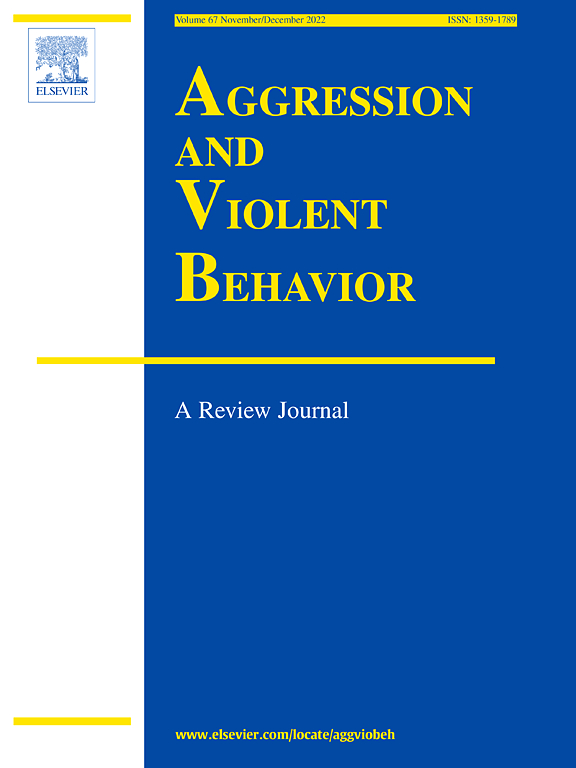 Volume 67 November/December 2022 ISSN: 1359-1789
ELSEVIER
AGGRESSION
AND
VIOLENT
BEHAVIOR
A Review Journal
www.elsevier.com/locate/aggviobeh